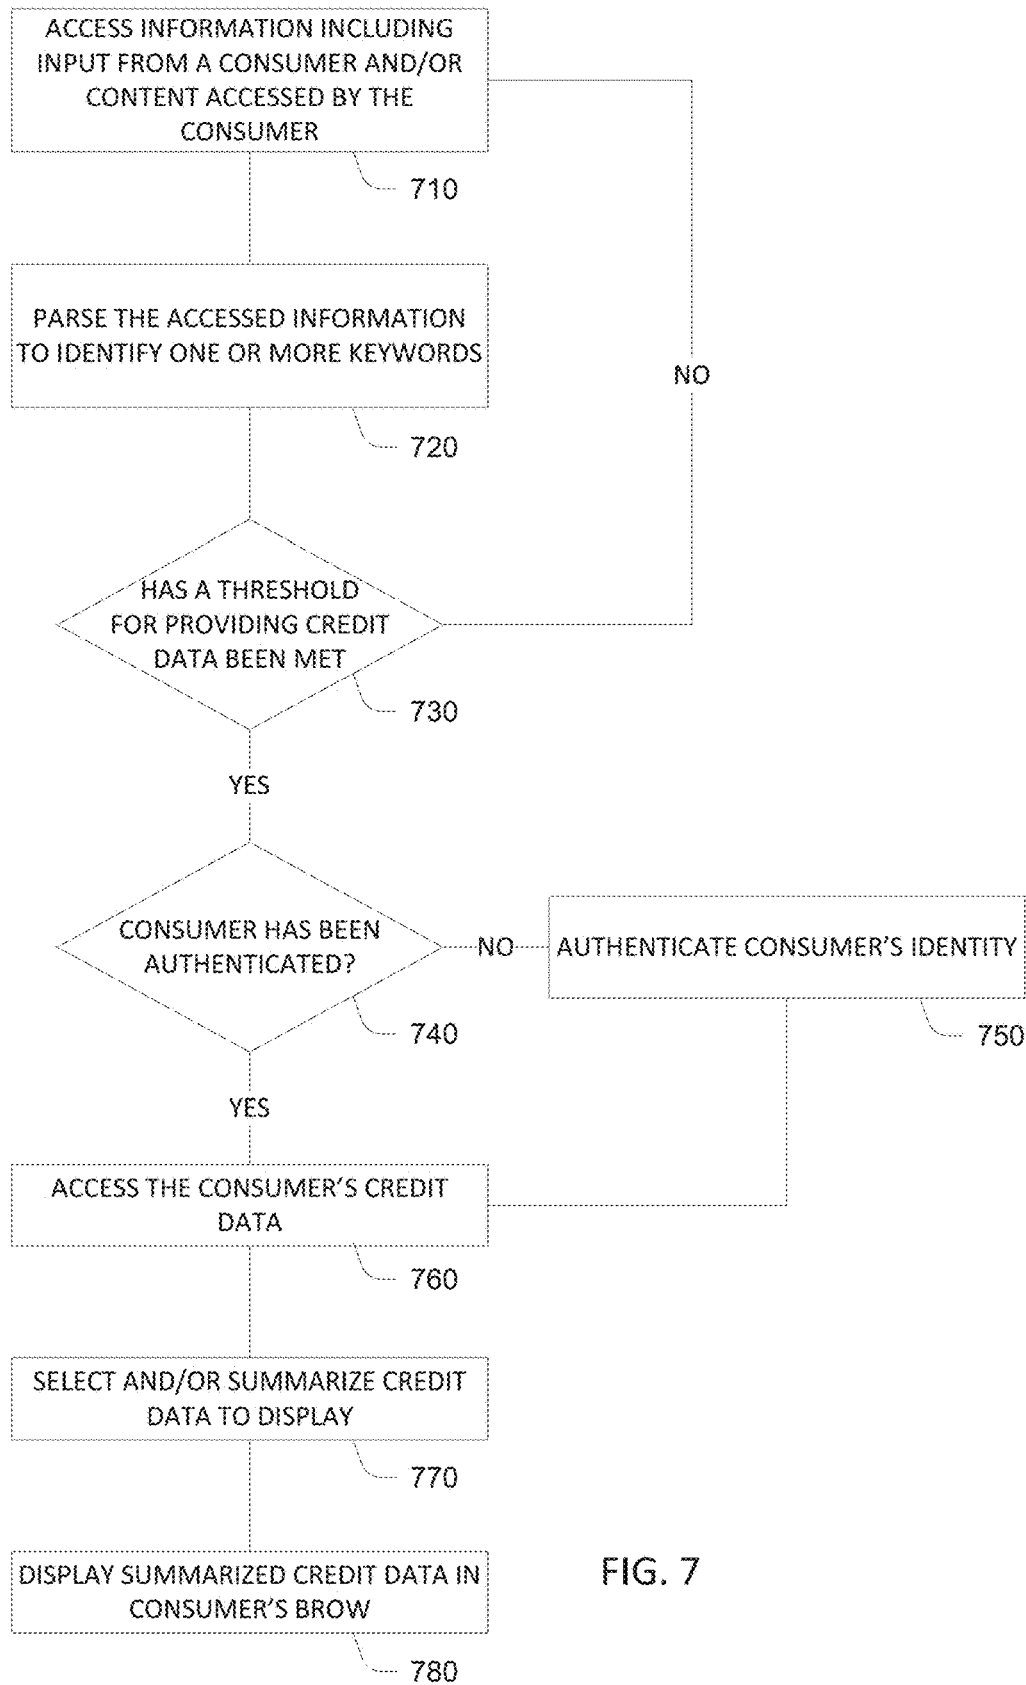 ACCESS INFORMATION INCLUDING
INPUT FROM A CONSUMER AND/OR
CONTENT ACCESSED BY THE
CONSUMER
710
PARSE THE ACCESSED INFORMATION
TO IDENTIFY ONE OR MORE KEYWORDS
NO
720
HAS A THRESHOLD
FOR PROVIDING CREDIT
DATA BEEN MET
730
YES
CONSUMER HAS BEEN
AUTHENTICATED?
NO
AUTHENTICATE CONSUMER'S IDENTITY
740
750
YES
ACCESS THE CONSUMER'S CREDIT
DATA
760
SELECT AND/OR SUMMARIZE CREDIT
DATA TO DISPLAY
770
DISPLAY SUMMARIZED CREDIT DATA IN
CONSUMER'S BROW
780
FIG. 7